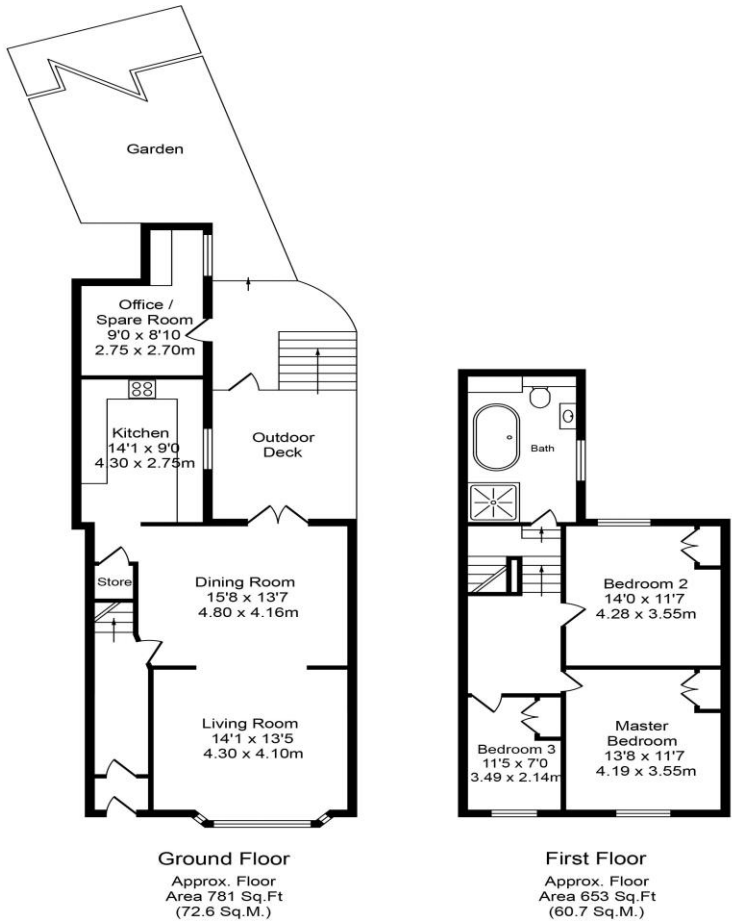 Garden
Office /
Spare Room
9'0 x 8'10
2.75 x 2.70m
Kitchen
14'1 x 9'0
4.30 x 2.75m
Outdoor
Deck
Store
Dining Room
15'8 x 13'7
4.80 x 4.16m
Living Room
14'1 x 13'5
4.30 x 4.10m
Ground Floor
Approx. Floor
Area 781 Sq.Ft
(72.6 Sq.M.)
Bath
Bedroom 2
14'0 x 11'7
4.28 x 3.55m
Master
Bedroom
13'8 x 11'7
4.19 x 3.55m
Bedroom 3
11'5 x 7'0
3.49 x 2.14m
First Floor
Approx. Floor
Area 653 Sq.Ft
(60.7 Sq.M.)